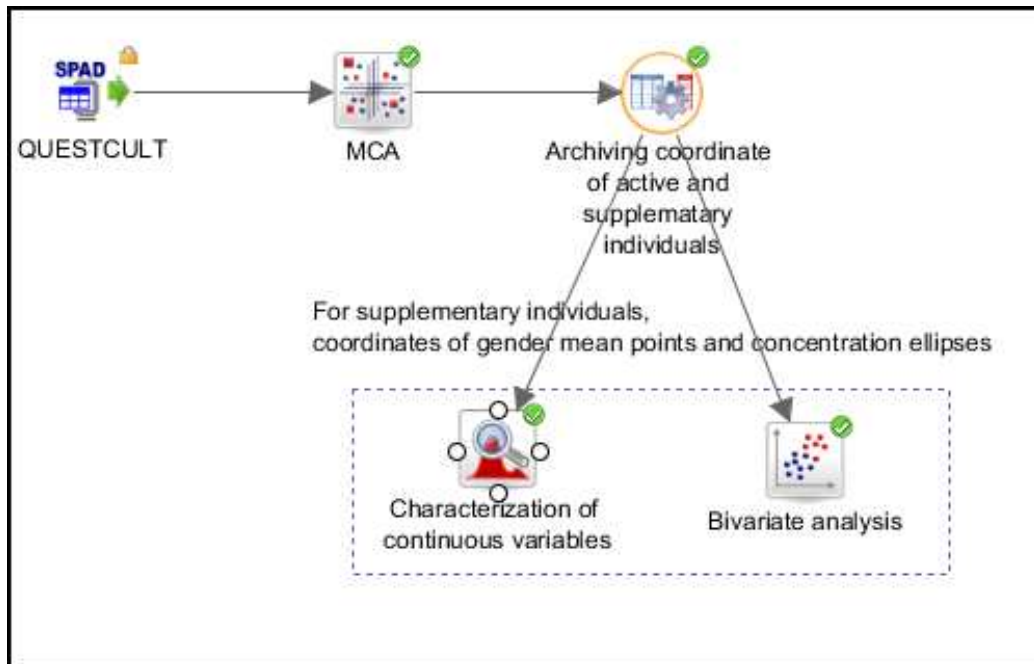 SPAD
QUESTCULT
MCA
Archiving coordinate
of active and
supplematary
individuals
For supplementary individuals,
coordinates of gender mean points and concentration ellipses
Characterization of
continuous variables
Bivariate analysis